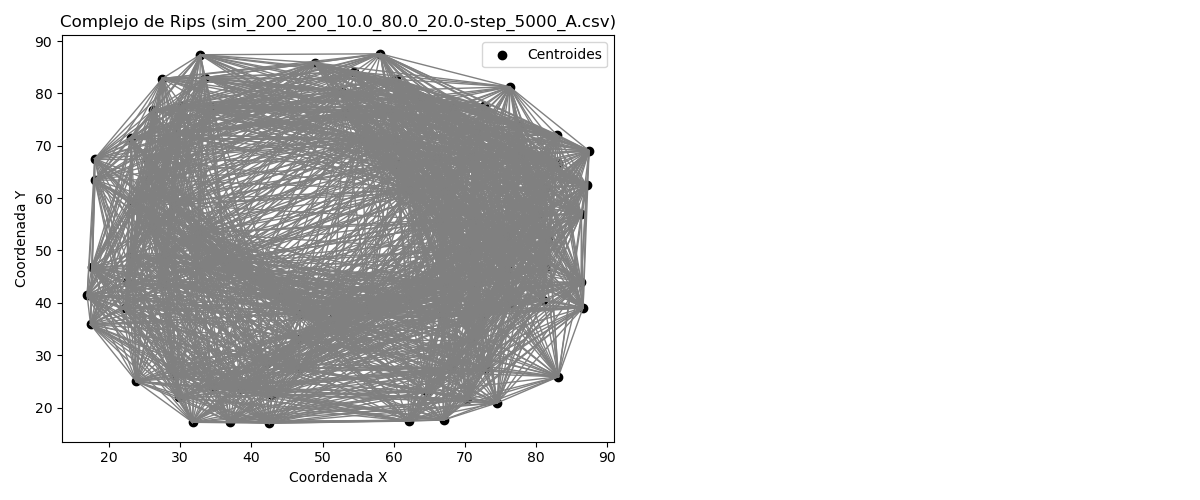 Complejo de Rips (sim_200_200_10.0_80.0_20.0-step_5000_A.csv)
Centroides
90
80
70
60
50
40
30
20
Coordenada Y
20 30 40 50 60 70 80 90
Coordenada X